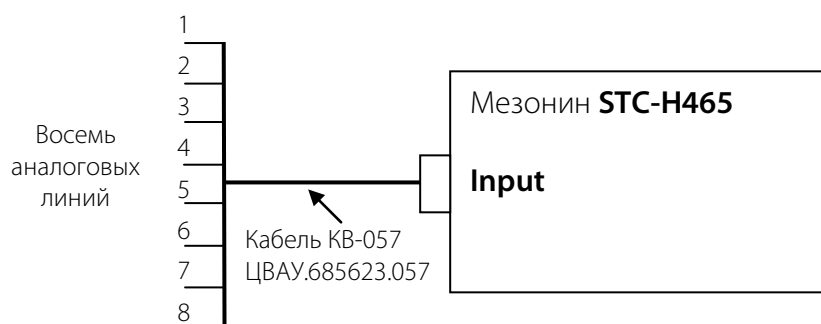 1
2
3
4
5
6
7
8
Восемь
аналоговых
линий
Кабель КВ-057
ЦВАУ.685623.057
Мезонин STC-H465
Input